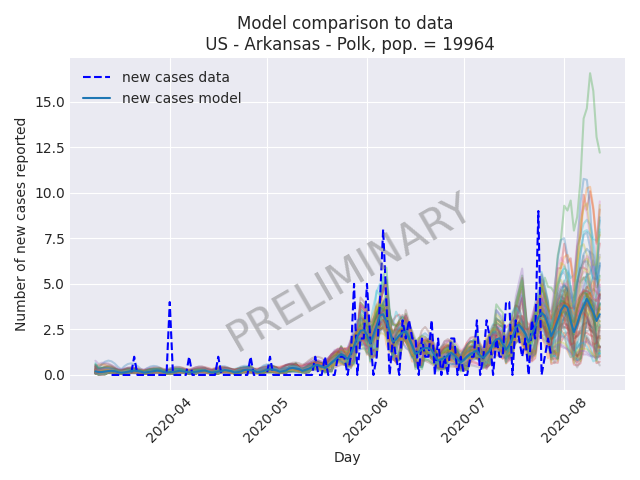 Model comparison to data
US - Arkansas - Polk, pop. = 19964
new cases data
new cases model
PRELIMINARY
Number of new cases reported
15.0
12.5
10.0
7.5
5.0
2.5
0.0
2020-04
2020-05
2020-06
2020-07
2020-08
Day